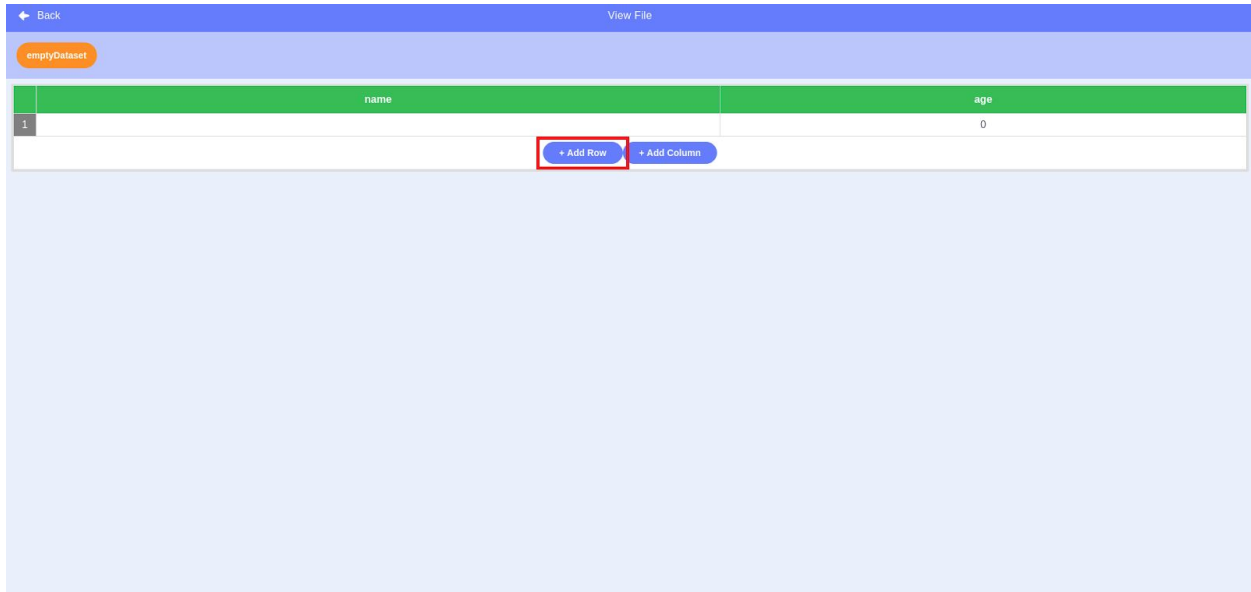 Back View File
emptyDataset
name age
1 0
+ Add Row + Add Column